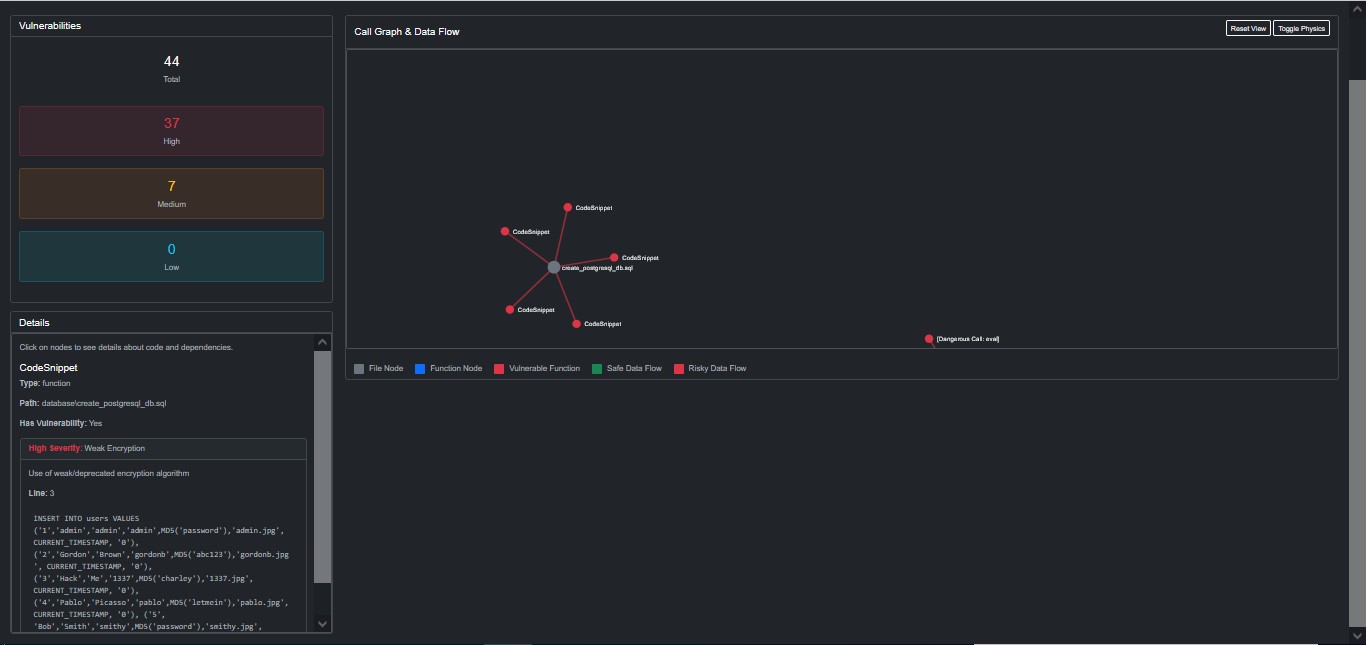 Vulnerabilities
44
Total
37
High
7
Medium
0
Low
Details
Click on nodes to see details about code and dependencies.
CodeSnippet
Type: function
Path: database\create_postgresql_db.sql
Has Vulnerability: Yes
High Severity: Weak Encryption
Use of weak/deprecated encryption algorithm
Line: 3
INSERT INTO users VALUES
('1','admin','admin','admin',MD5('password'),'admin.jpg',
CURRENT_TIMESTAMP, '0'),
('2','Gordon','Brown','gordonb',MD5('abc123'),'gordonb.jpg
', CURRENT_TIMESTAMP, '0'),
('3','Hack','Me','1337',MD5('charley'),'1337.jpg',
CURRENT_TIMESTAMP, '0'),
('4','Pablo','Picasso','pablo',MD5('letmein'),'pablo.jpg',
CURRENT_TIMESTAMP, '0'), ('5',
'Bob','Smith','smithy',MD5('password'),'smithy.jpg',
Call Graph & Data Flow
Reset View
Toggle Physics
CodeSnippet
CodeSnippet
CodeSnippet
create_postgresql_db.sql
CodeSnippet
CodeSnippet
[Dangerous Call: eval]
File Node
Function Node
Vulnerable Function
Safe Data Flow
Risky Data Flow